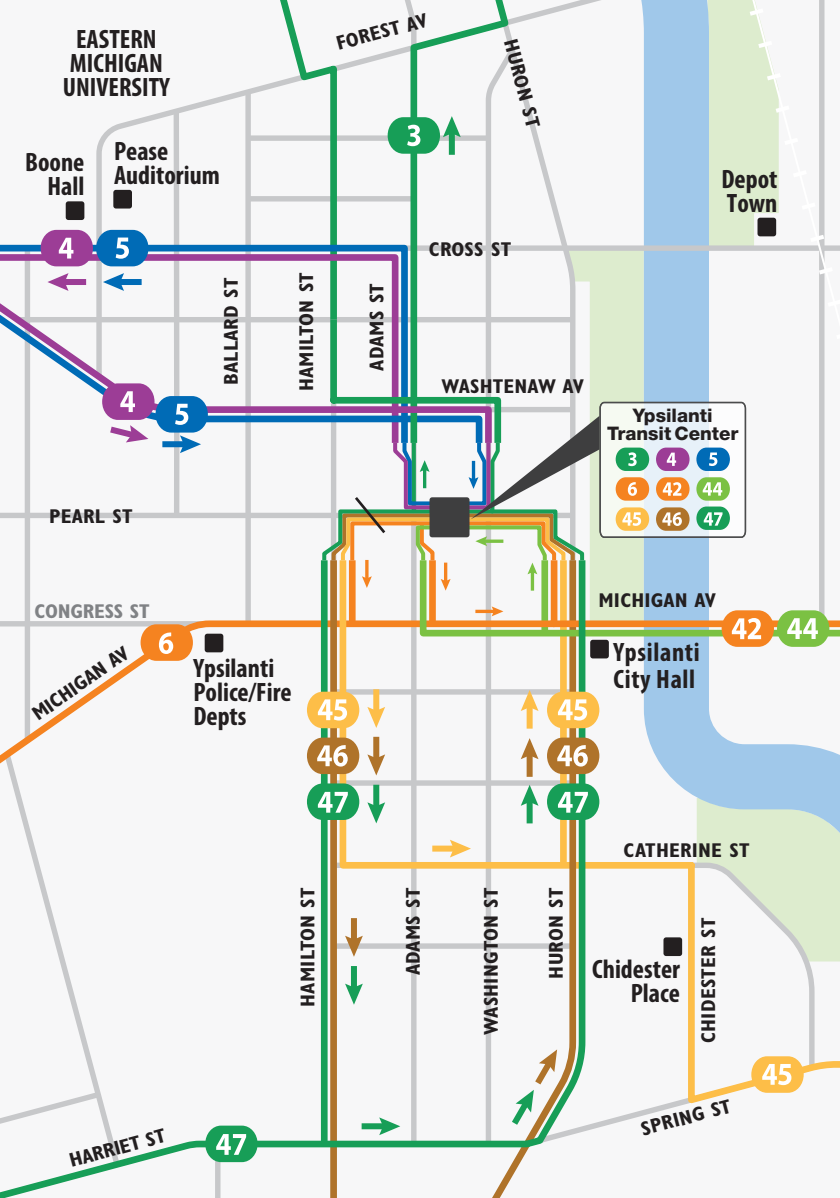 FOREST AV
EASTERN
MICHIGAN
UNIVERSITY
HURON ST
3
Pease
Auditorium
Boone
Hall
Depot
Town
4
5
CROSS ST
BALLARD ST
HAMILTON ST
ADAMS ST
WASHTENAW AV
4
5
Ypsilanti
Transit Center
3 4 5
6 42 44
45 46 47
PEARL ST
CONGRESS ST
MICHIGAN AV
6
42
44
MICHIGAN AV
Ypsilanti
Police/Fire
Depts
Ypsilanti
City Hall
45
45
46
46
47
47
CATHERINE ST
HAMILTON ST
ADAMS ST
WASHINGTON ST
HURON ST
Chidester
Place
CHIDESTER ST
45
SPRING ST
HARRIET ST
47